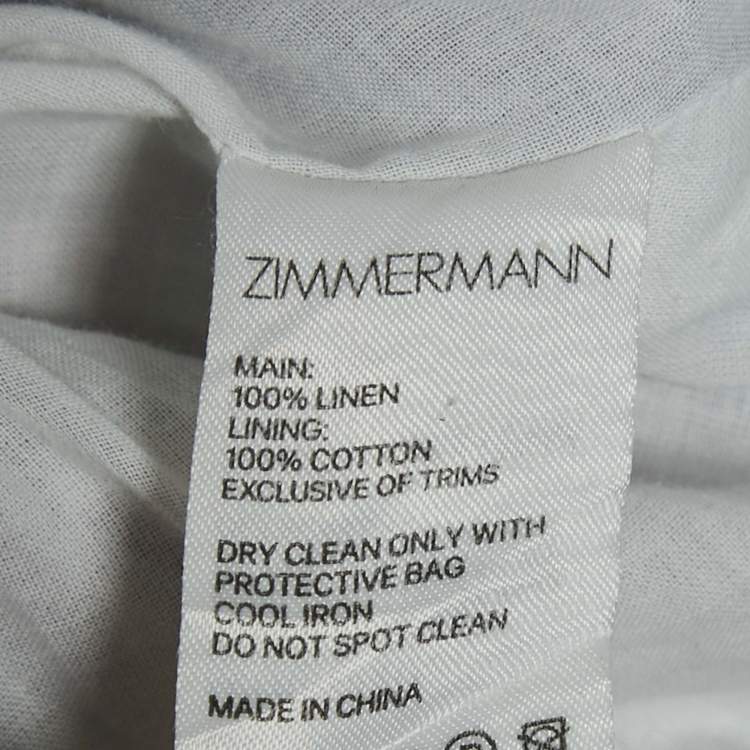 ZIMMERMANN
MAIN:
100% LINEN
LINING:
100% COTTON
EXCLUSIVE OF TRIMS
DRY CLEAN ONLY WITH
PROTECTIVE BAG
COOL IRON
DO NOT SPOT CLEAN
MADE IN CHINA